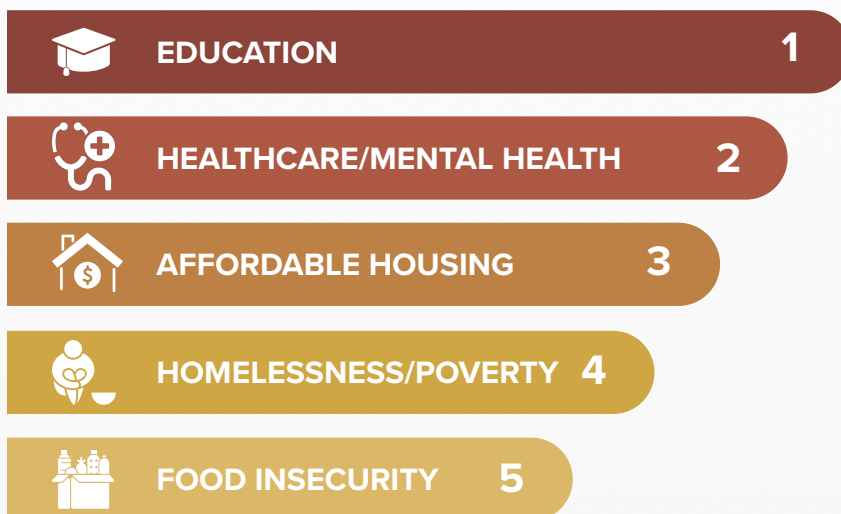 EDUCATION 1
HEALTHCARE/MENTAL HEALTH 2
$ AFFORDABLE HOUSING 3
HOMELESSNESS/POVERTY 4
FOOD INSECURITY 5